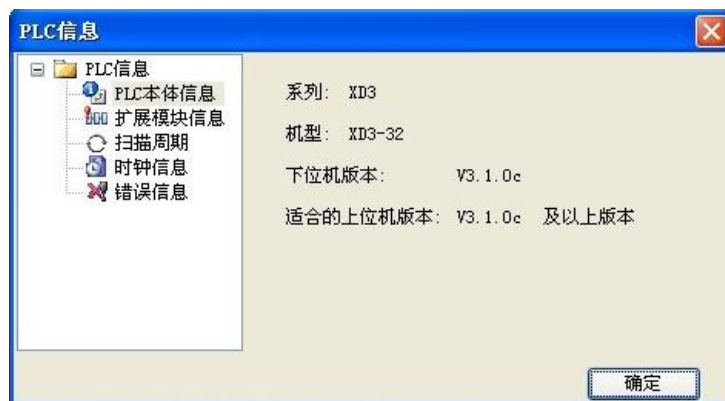 PLC信息
PLC信息
PLC本体信息
扩展模块信息
扫描周期
时钟信息
错误信息
系列: XD3
机型: XD3-32
下位机版本: V3.1.0c
适合的上位机版本: V3.1.0c 及以上版本
确定